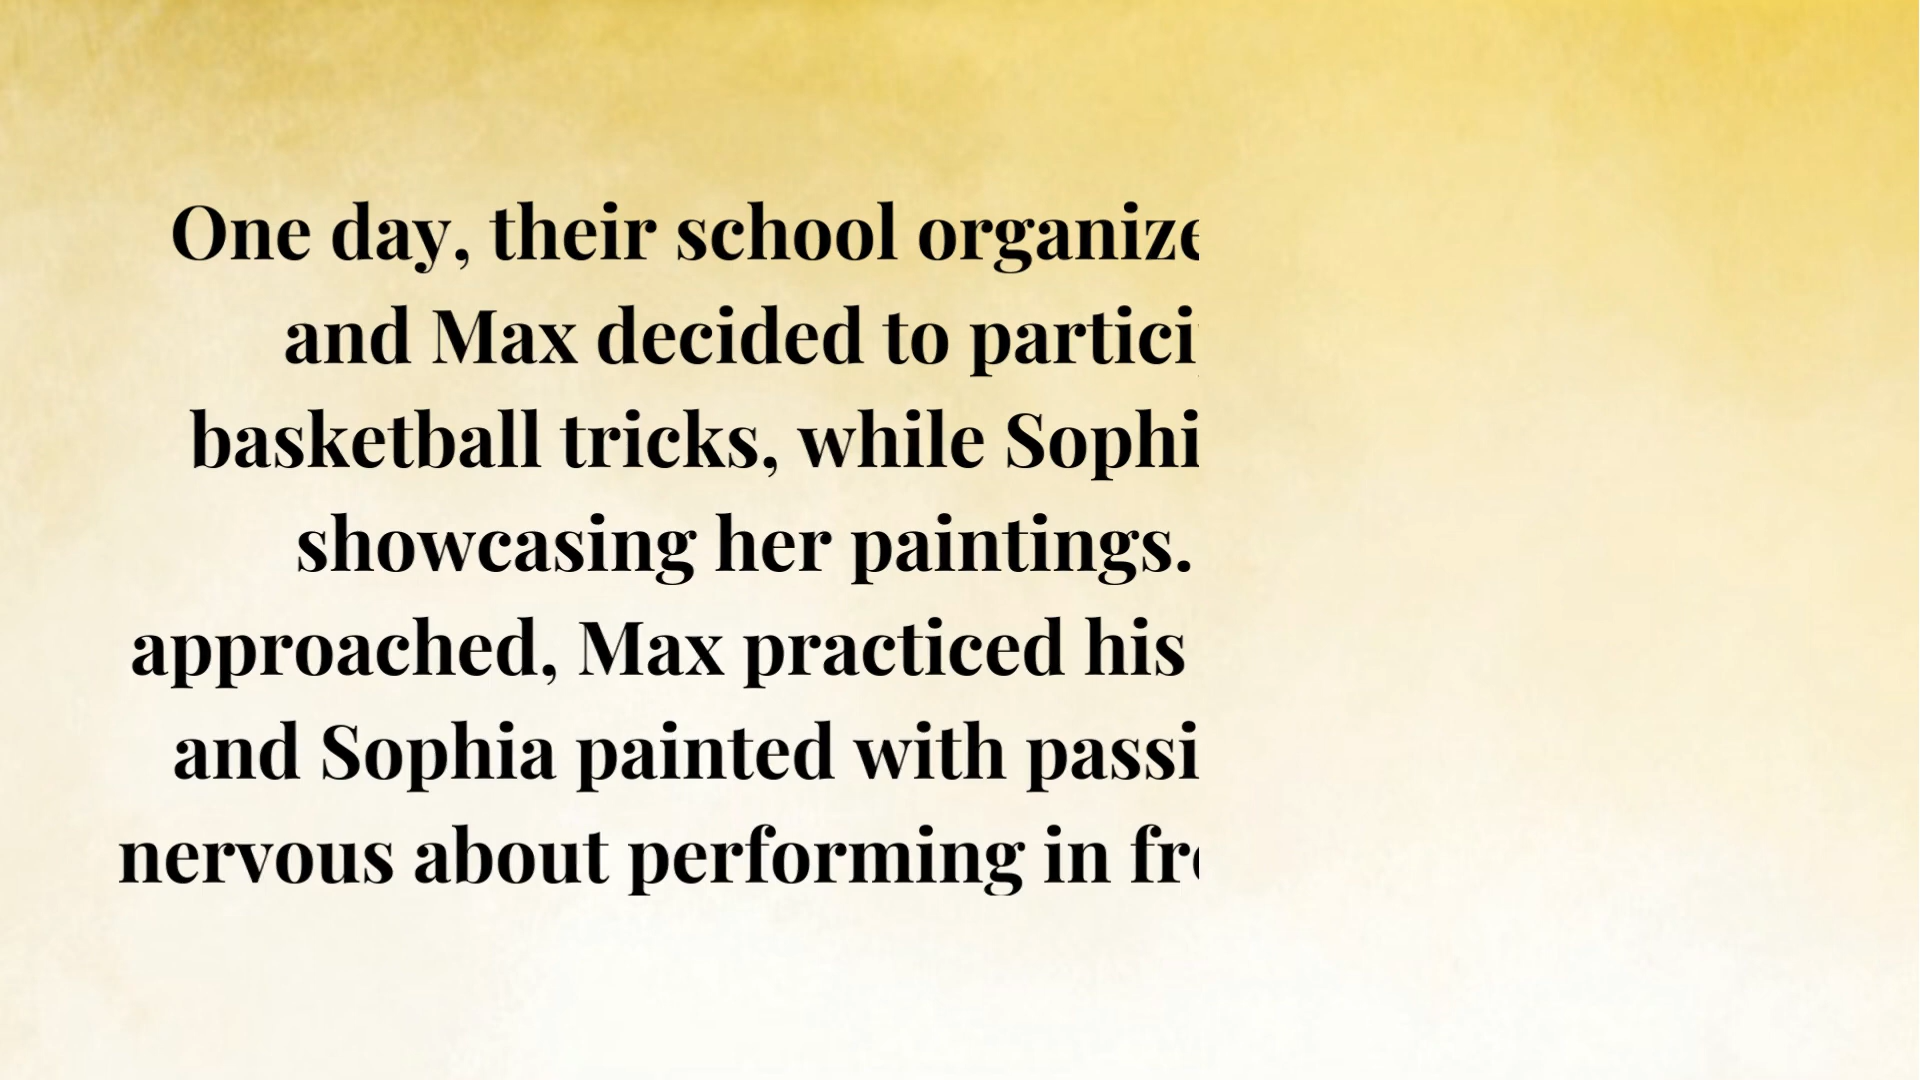 One day, their school organize
and Max decided to partici
basketball tricks, while Sophi
showcasing her paintings.
approached, Max practiced his
and Sophia painted with passi
nervous about performing in fr